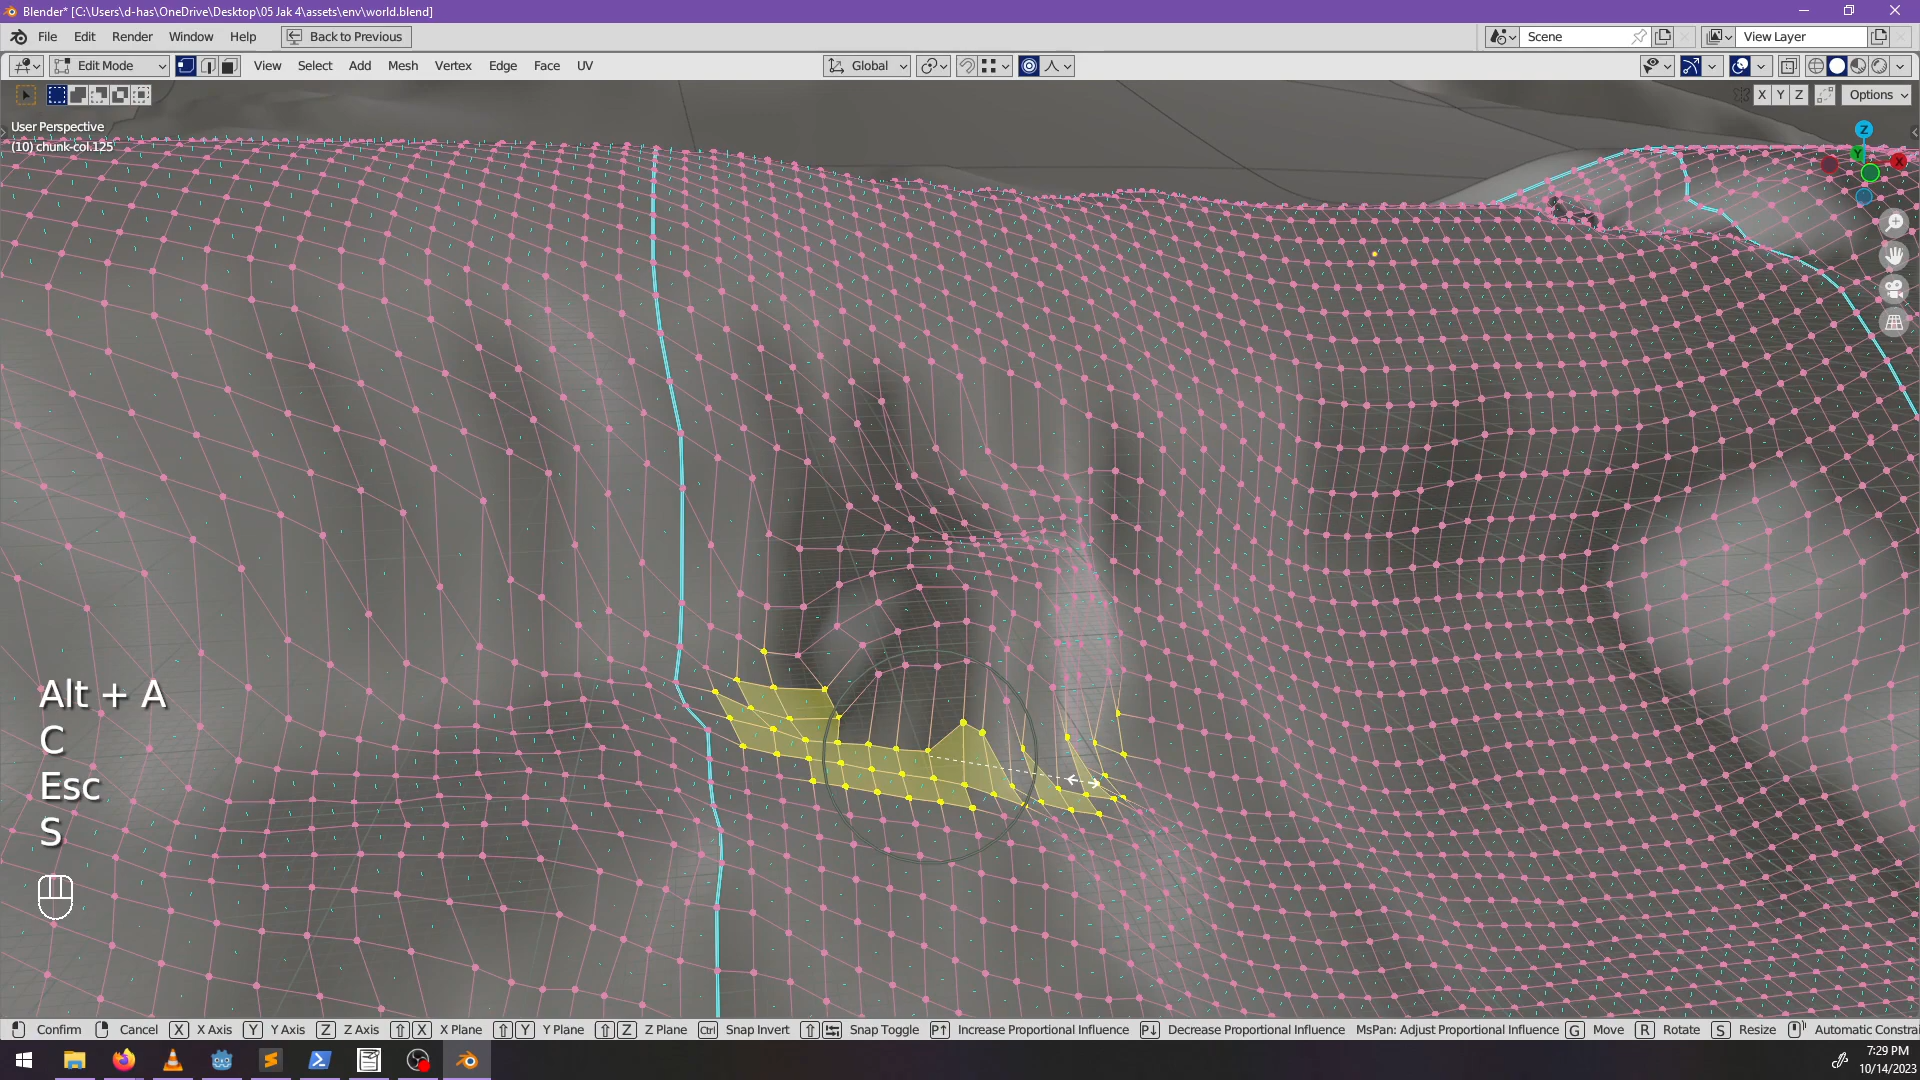 Blender* [C:\Users\d-has\OneDrive\Desktop\05 Jak 4\assets\env\world.blend]
File Edit Render Window Help Back to Previous Scene View Layer
Edit Mode View Select Add Mesh Vertex Edge Face UV Global
X Y Z Options
User Perspective
(10) chunk-col.125
Z
Y X
Alt + A
C
Esc
S
Confirm Cancel X X Axis Y Y Axis Z Z Axis X X Plane Y Y Plane Z Z Plane Ctrl Snap Invert Snap Toggle P↑ Increase Proportional Influence P↓ Decrease Proportional Influence MsPan: Adjust Proportional Influence G Move R Rotate S Resize Automatic Constrai
7:29 PM
10/14/2023